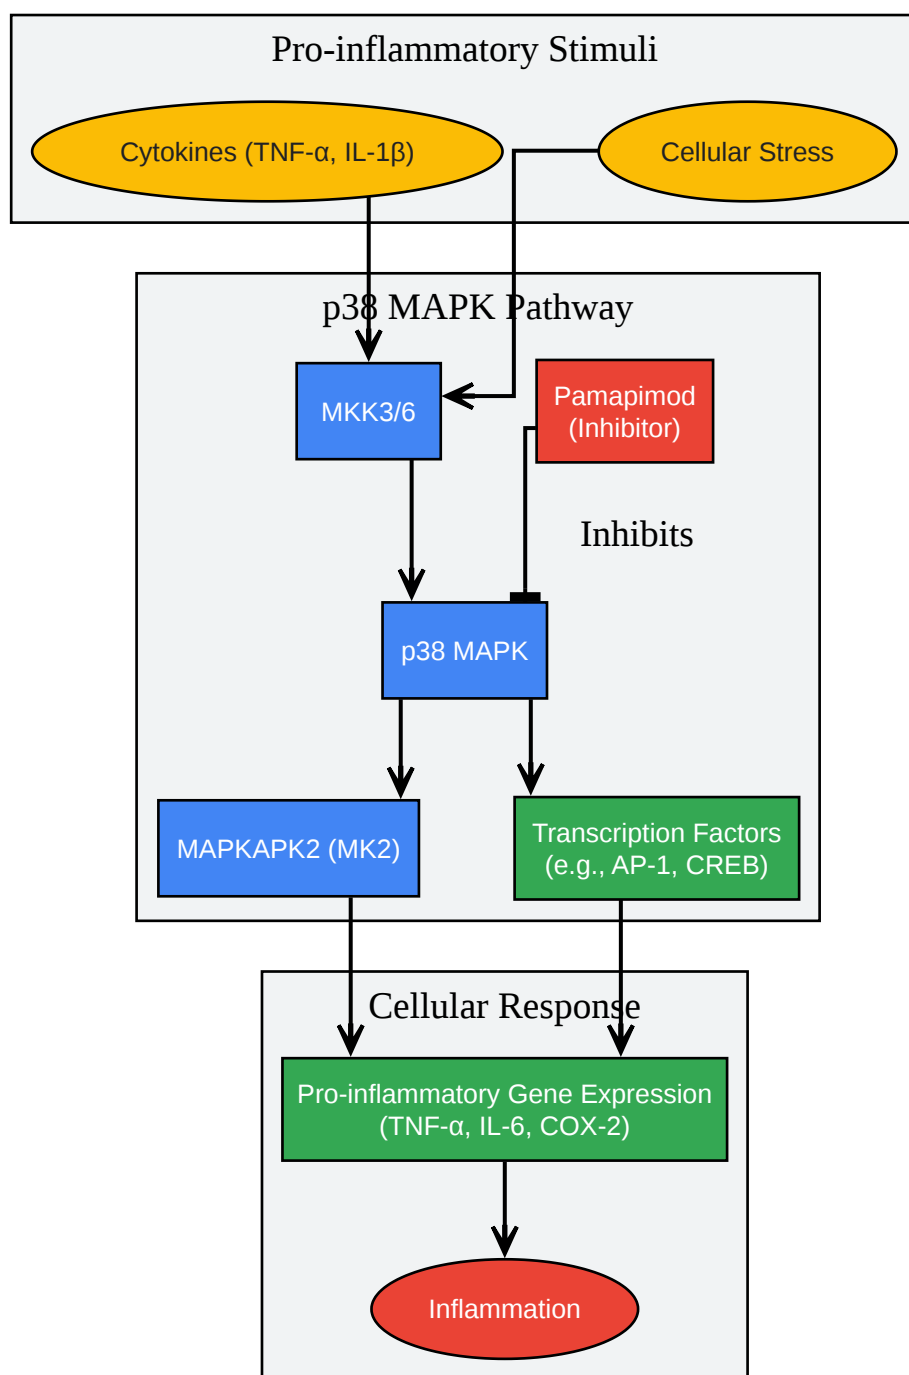 Pro-inflammatory Stimuli
Cytokines (TNF-α, IL-1β)
Cellular Stress
p38 MAPK Pathway
MKK3/6
Pamapimod
(Inhibitor)
Inhibits
p38 MAPK
MAPKAPK2 (MK2)
Transcription Factors
(e.g., AP-1, CREB)
Cellular Response
Pro-inflammatory Gene Expression
(TNF-α, IL-6, COX-2)
Inflammation